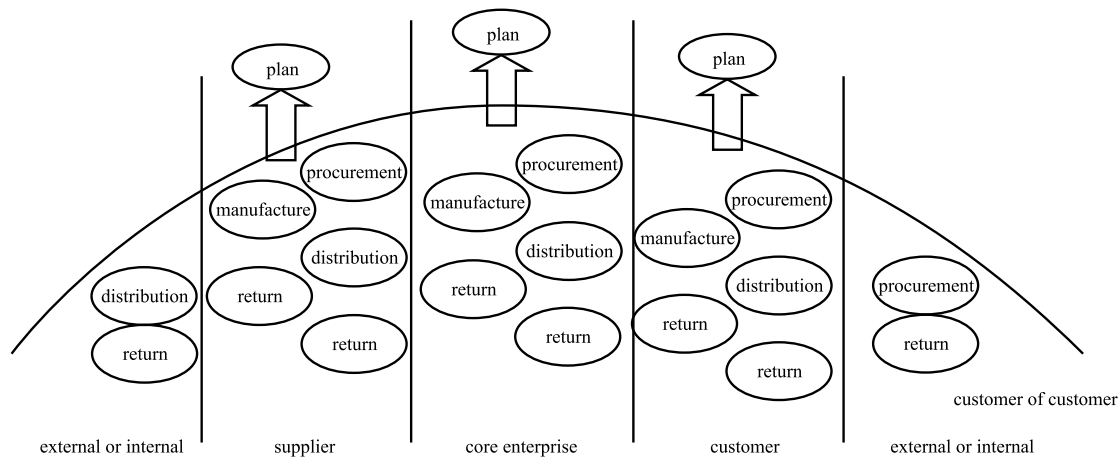 plan
plan
plan
distribution
return
procurement
manufacture
distribution
return
return
procurement
manufacture
distribution
return
return
procurement
manufacture
distribution
return
return
procurement
return
customer of customer
external or internal
supplier
core enterprise
customer
external or internal